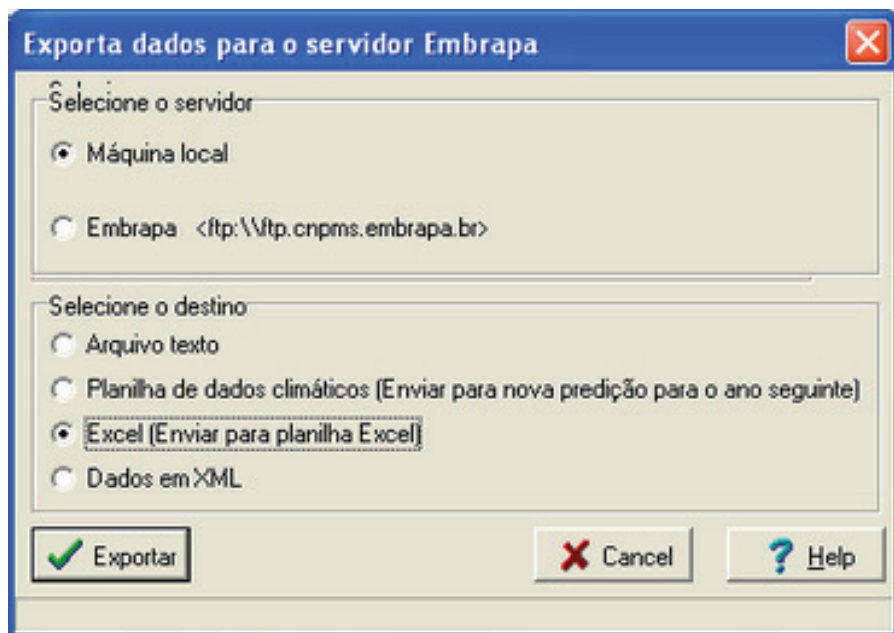 Exporta dados para o servidor Embrapa
Selecione o servidor
Máquina local
Embrapa <ftp:\\ftp.cnpms.embrapa.br>
Selecione o destino
Arquivo texto
Planilha de dados climáticos (Enviar para nova predição para o ano seguinte)
Excel (Enviar para planilha Excel)
Dados em XML
Exportar
Cancel
Help